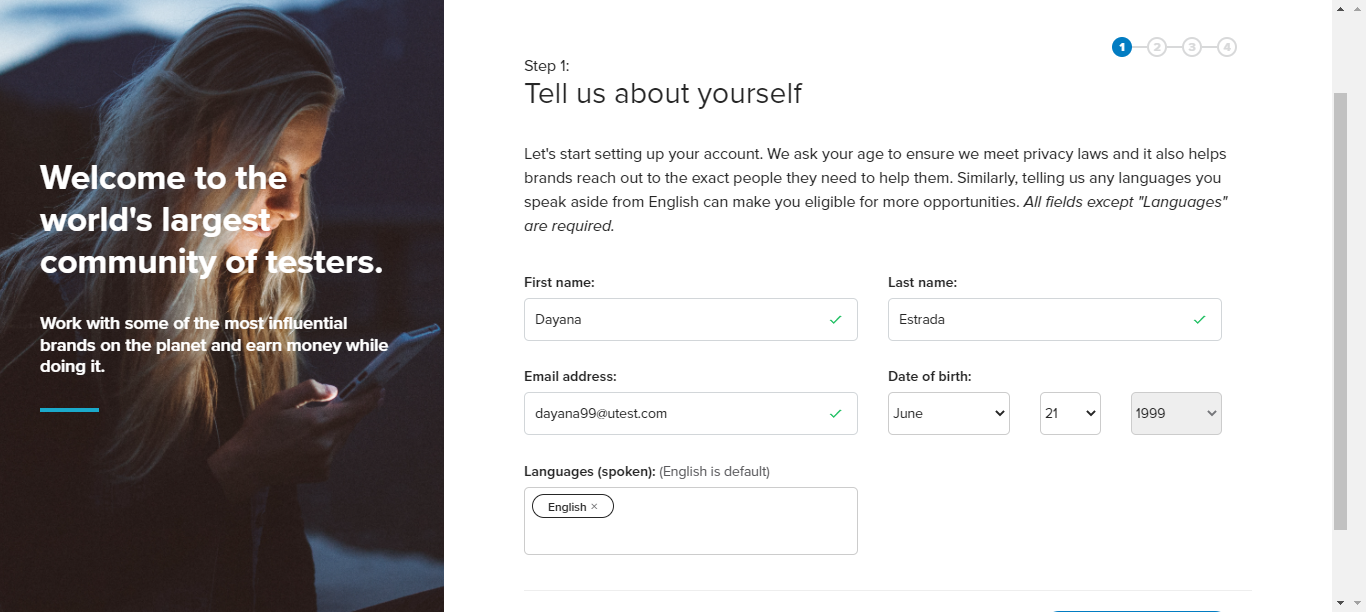 Welcome to the
world's largest
community of testers.
Work with some of the most influential
brands on the planet and earn money while
doing it.
1 2 3 4
Step 1:
Tell us about yourself
Let's start setting up your account. We ask your age to ensure we meet privacy laws and it also helps
brands reach out to the exact people they need to help them. Similarly, telling us any languages you
speak aside from English can make you eligible for more opportunities. All fields except "Languages"
are required.
First name: Last name:
Dayana Estrada
Email address: Date of birth:
dayana99@utest.com June 21 1999
Languages (spoken): (English is default)
English ×